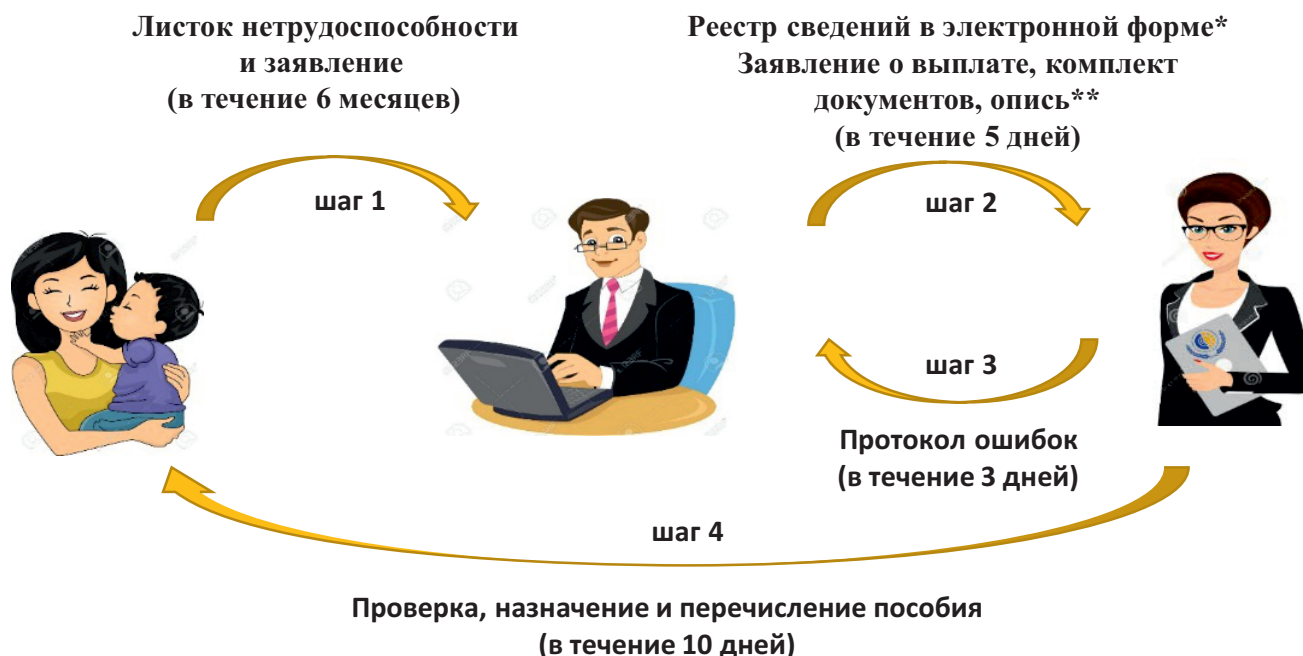 Листок нетрудоспособности
и заявление
(в течение 6 месяцев)
Реестр сведений в электронной форме*
Заявление о выплате, комплект
документов, опись**
(в течение 5 дней)
шаг 1
шаг 2
шаг 3
Протокол ошибок
(в течение 3 дней)
шаг 4
Проверка, назначение и перечисление пособия
(в течение 10 дней)